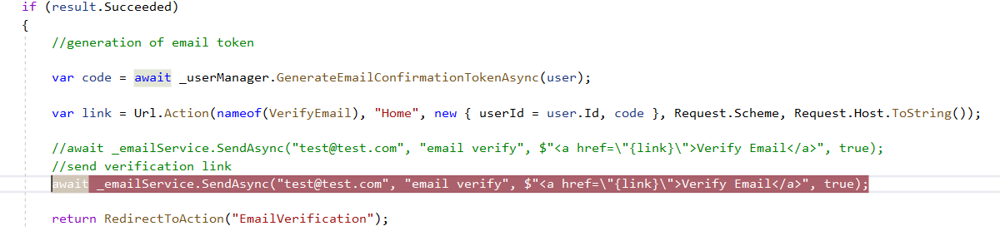 if (result.Succeeded)
{
//generation of email token
var code = await _userManager.GenerateEmailConfirmationTokenAsync(user);
var link = Url.Action(nameof(VerifyEmail), "Home", new { userId = user.Id, code }, Request.Scheme, Request.Host.ToString());
//await _emailService.SendAsync("test@test.com", "email verify", $"<a href=\"{link}\">Verify Email</a>", true);
//send verification link
await _emailService.SendAsync("test@test.com", "email verify", $"<a href=\"{link}\">Verify Email</a>", true);
return RedirectToAction("EmailVerification");